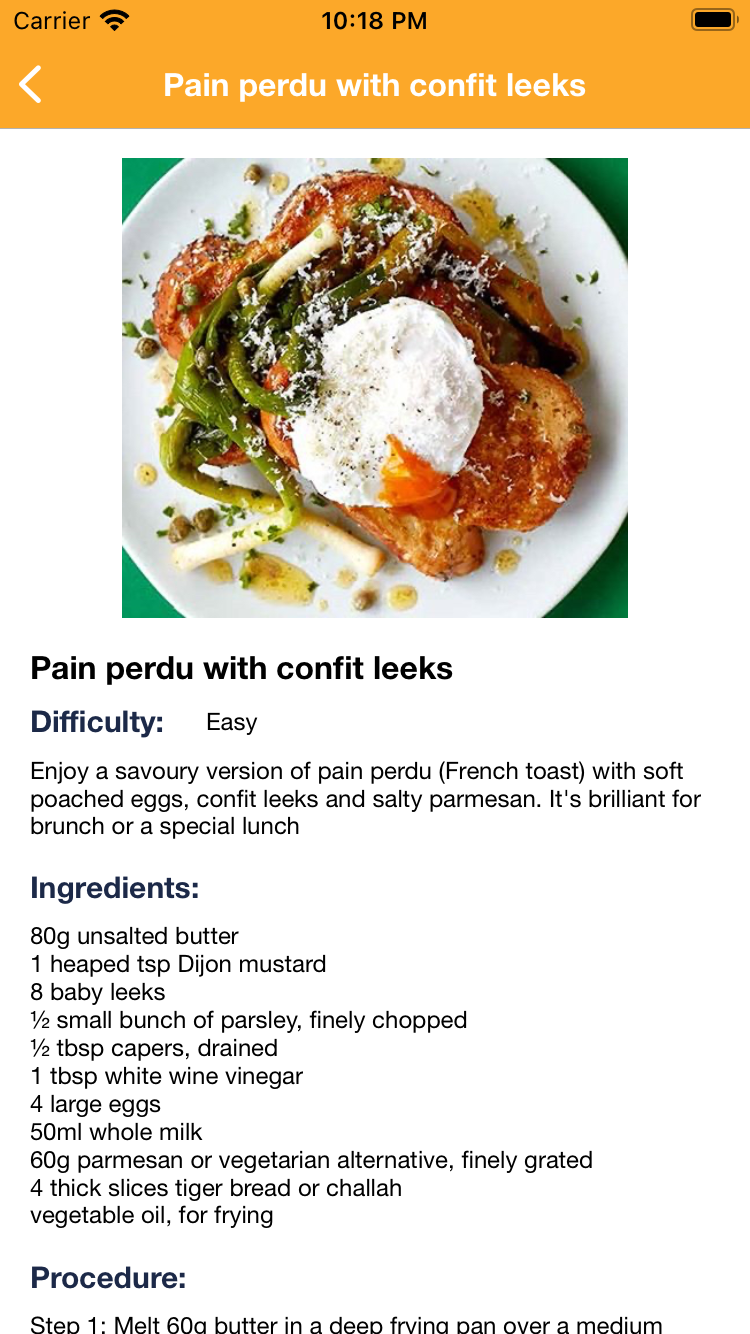 Carrier 10:18 PM
Pain perdu with confit leeks
Pain perdu with confit leeks
Difficulty: Easy
Enjoy a savoury version of pain perdu (French toast) with soft
poached eggs, confit leeks and salty parmesan. It's brilliant for
brunch or a special lunch
Ingredients:
80g unsalted butter
1 heaped tsp Dijon mustard
8 baby leeks
½ small bunch of parsley, finely chopped
½ tbsp capers, drained
1 tbsp white wine vinegar
4 large eggs
50ml whole milk
60g parmesan or vegetarian alternative, finely grated
4 thick slices tiger bread or challah
vegetable oil, for frying
Procedure:
Step 1: Melt 60g butter in a deep frying pan over a medium